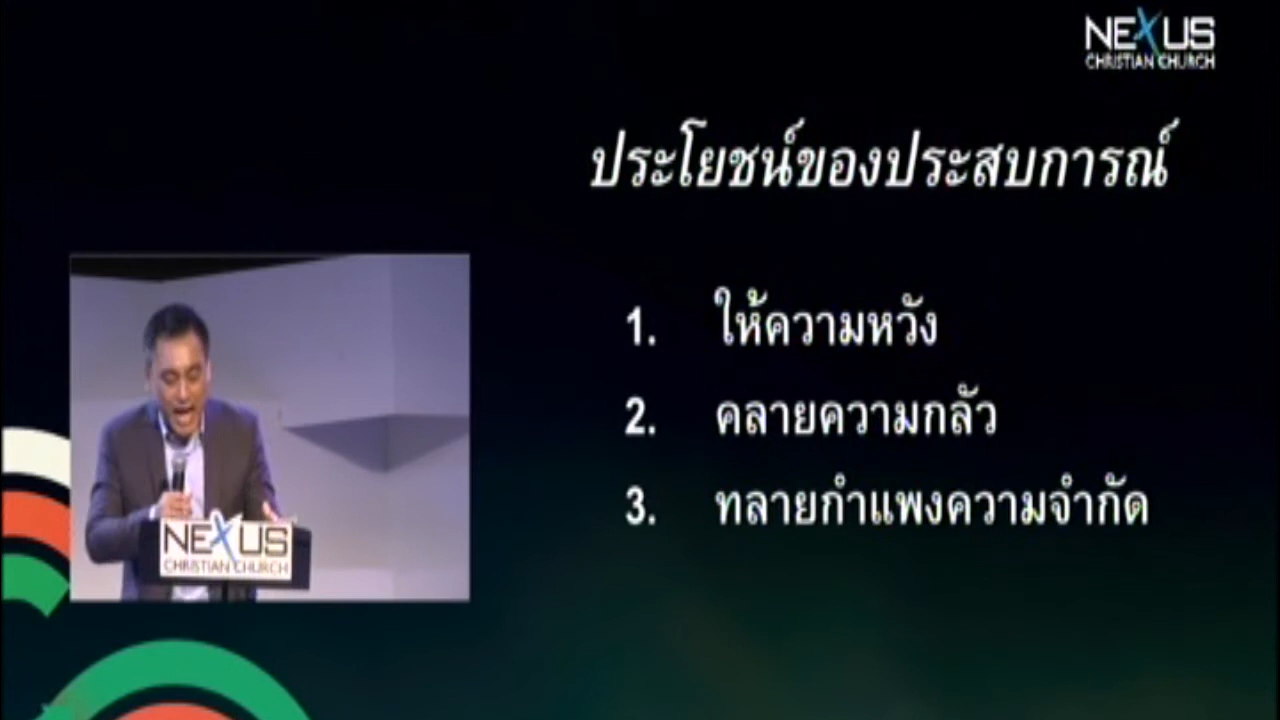 NEXUS
CHRISTIAN CHURCH
ประโยชน์ของประสบการณ์
1. ให้ความหวัง
2. คลายความกลัว
3. ทลายกำแพงความจำกัด
NEXUS
CHRISTIAN CHURCH